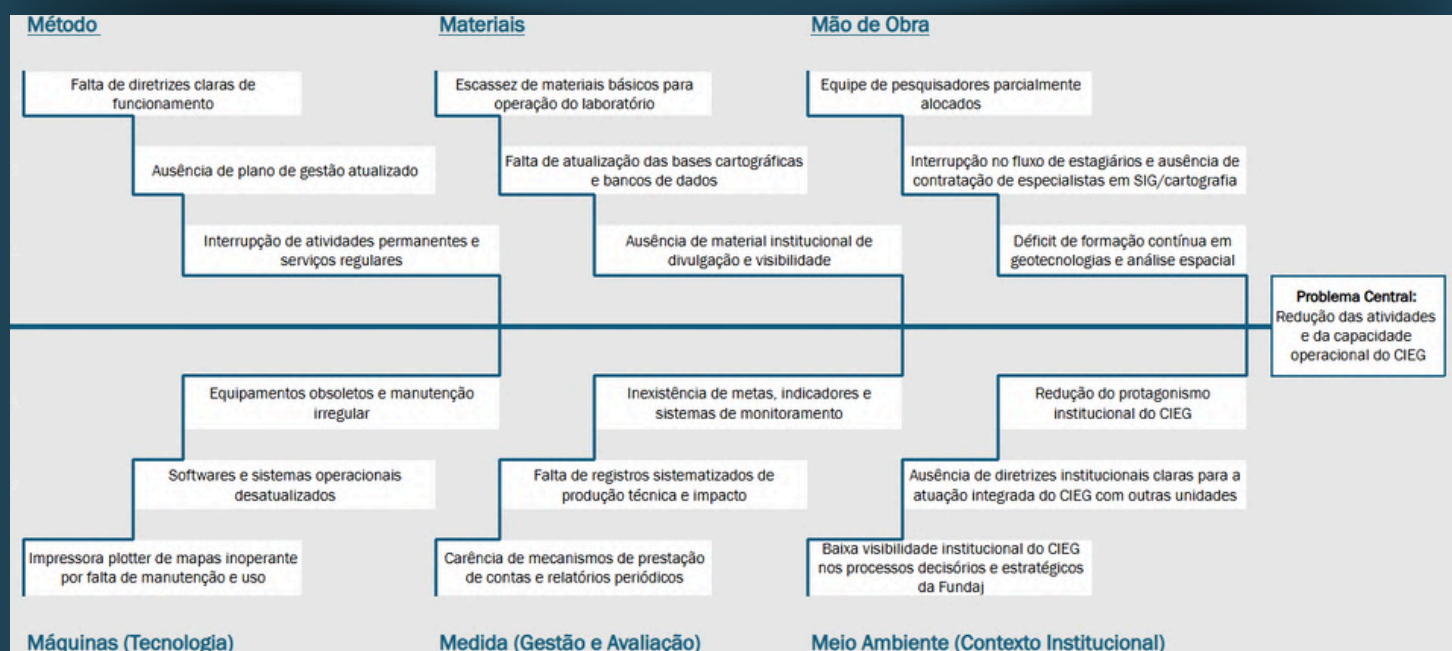 Método
Materiais
Mão de Obra
Falta de diretrizes claras de
funcionamento
Escassez de materiais básicos para
operação do laboratório
Equipe de pesquisadores parcialmente
alocados
Ausência de plano de gestão atualizado
Falta de atualização das bases cartográficas
e bancos de dados
Interrupção no fluxo de estagiários e ausência de
contratação de especialistas em SIG/cartografia
Interrupção de atividades permanentes e
serviços regulares
Ausência de material institucional de
divulgação e visibilidade
Déficit de formação contínua em
geotecnologias e análise espacial
Problema Central:
Redução das atividades
e da capacidade
operacional do CIEG
Equipamentos obsoletos e manutenção
irregular
Inexistência de metas, indicadores e
sistemas de monitoramento
Redução do protagonismo
institucional do CIEG
Softwares e sistemas operacionais
desatualizados
Falta de registros sistematizados de
produção técnica e impacto
Ausência de diretrizes institucionais claras para a
atuação integrada do CIEG com outras unidades
Impressora plotter de mapas inoperante
por falta de manutenção e uso
Carência de mecanismos de prestação
de contas e relatórios periódicos
Baixa visibilidade institucional do CIEG
nos processos decisórios e estratégicos
da Fundaj
Máquinas (Tecnologia)
Medida (Gestão e Avaliação)
Meio Ambiente (Contexto Institucional)